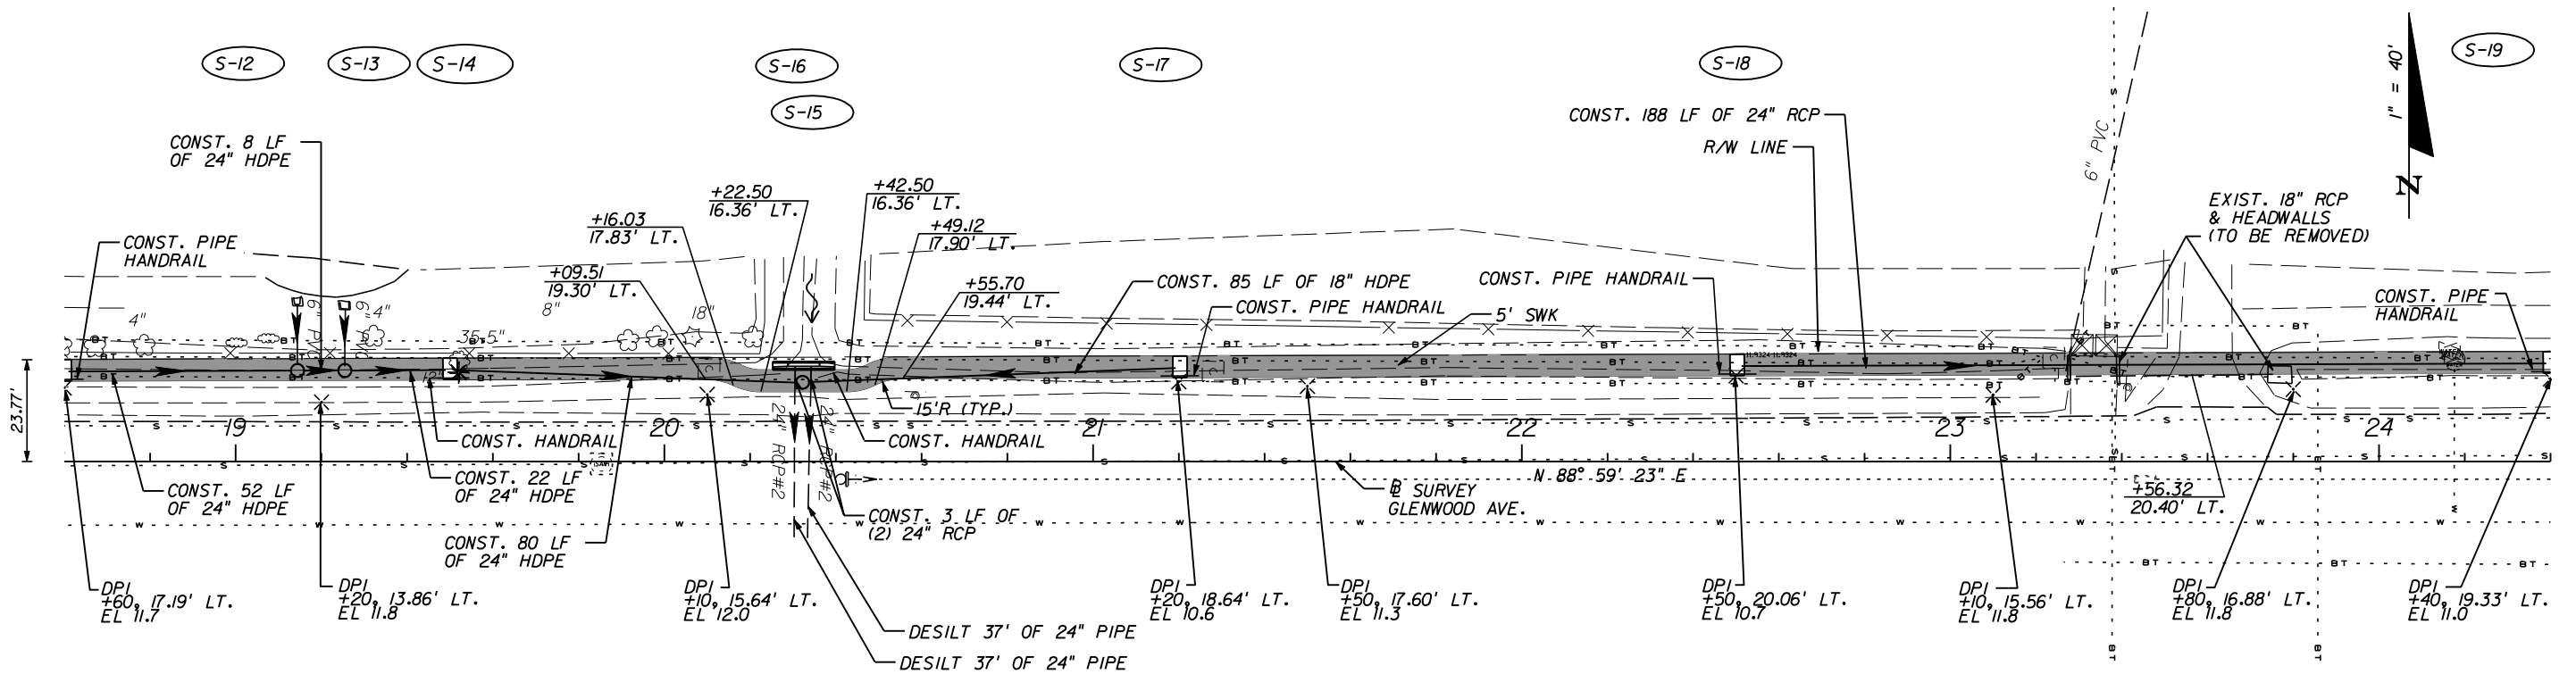 S-12
S-13
S-14
S-16
S-15
S-17
S-18
S-19
1" = 40'
N
CONST. 8 LF
OF 24" HDPE
CONST. 188 LF OF 24" RCP
R/W LINE
6" PVC
EXIST. 18" RCP
& HEADWALLS
(TO BE REMOVED)
CONST. PIPE
HANDRAIL
+22.50
16.36' LT.
+42.50
16.36' LT.
+16.03
17.83' LT.
+49.12
17.90' LT.
+09.51
19.30' LT.
+55.70
19.44' LT.
CONST. 85 LF OF 18" HDPE
CONST. PIPE HANDRAIL
CONST. PIPE HANDRAIL
5' SWK
CONST. PIPE
HANDRAIL
4"
6"-4"
35-5"
8"
18"
23.77'
19
20
21
22
23
24
15'R (TYP.)
CONST. HANDRAIL
CONST. HANDRAIL
CONST. 52 LF
OF 24" HDPE
CONST. 22 LF
OF 24" HDPE
CONST. 80 LF
OF 24" HDPE
24" RCP#2
24" RCP#2
CONST. 3 LF OF
(2) 24" RCP
N 88° 59' 23" E
℄ SURVEY
GLENWOOD AVE.
+56.32
20.40' LT.
DPI
+60, 17.19' LT.
EL 11.7
DPI
+20, 13.86' LT.
EL 11.8
DPI
+10, 15.64' LT.
EL 12.0
DPI
+20, 18.64' LT.
EL 10.6
DPI
+50, 17.60' LT.
EL 11.3
DPI
+50, 20.06' LT.
EL 10.7
DPI
+10, 15.56' LT.
EL 11.8
DPI
+80, 16.88' LT.
EL 11.8
DPI
+40, 19.33' LT.
EL 11.0
DESILT 37' OF 24" PIPE
DESILT 37' OF 24" PIPE